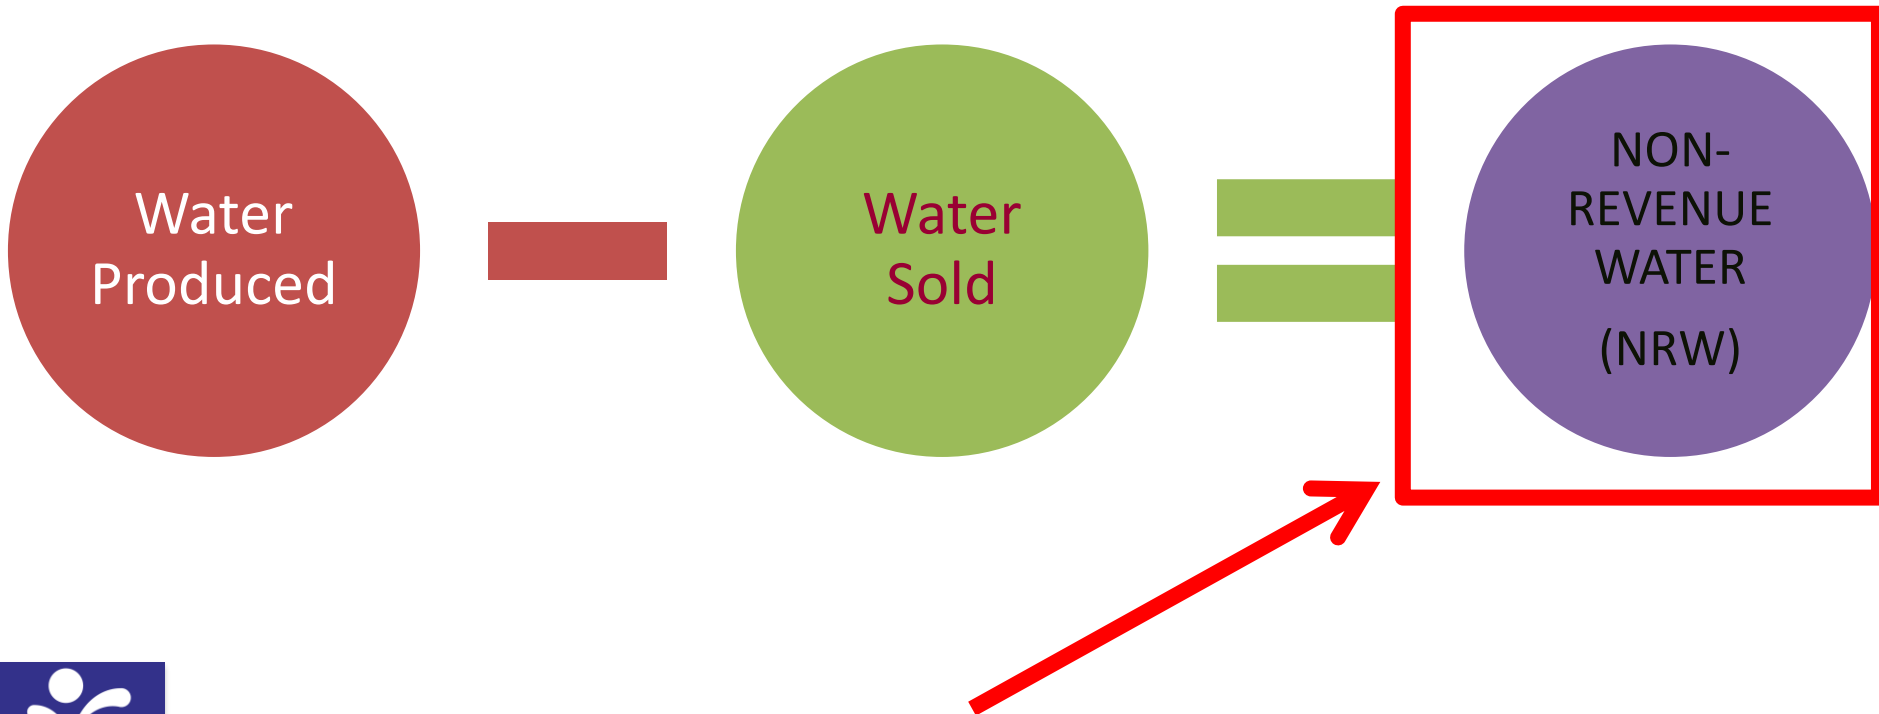 Water
Produced
Water
Sold
NON-
REVENUE
WATER
(NRW)